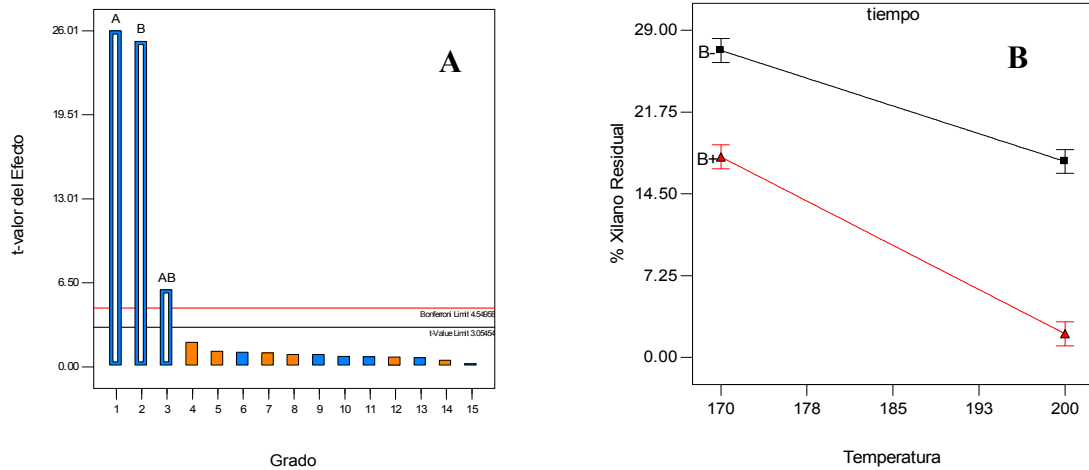 A
t-valor del Efecto
26.01
19.51
13.01
6.50
0.00
A
B
AB
Bonferroni Limit 4.54955
t-Value Limit 3.05454
1 2 3 4 5 6 7 8 9 10 11 12 13 14 15
Grado
tiempo
B
% Xilano Residual
29.00
21.75
14.50
7.25
0.00
B-
B+
170 178 185 193 200
Temperatura